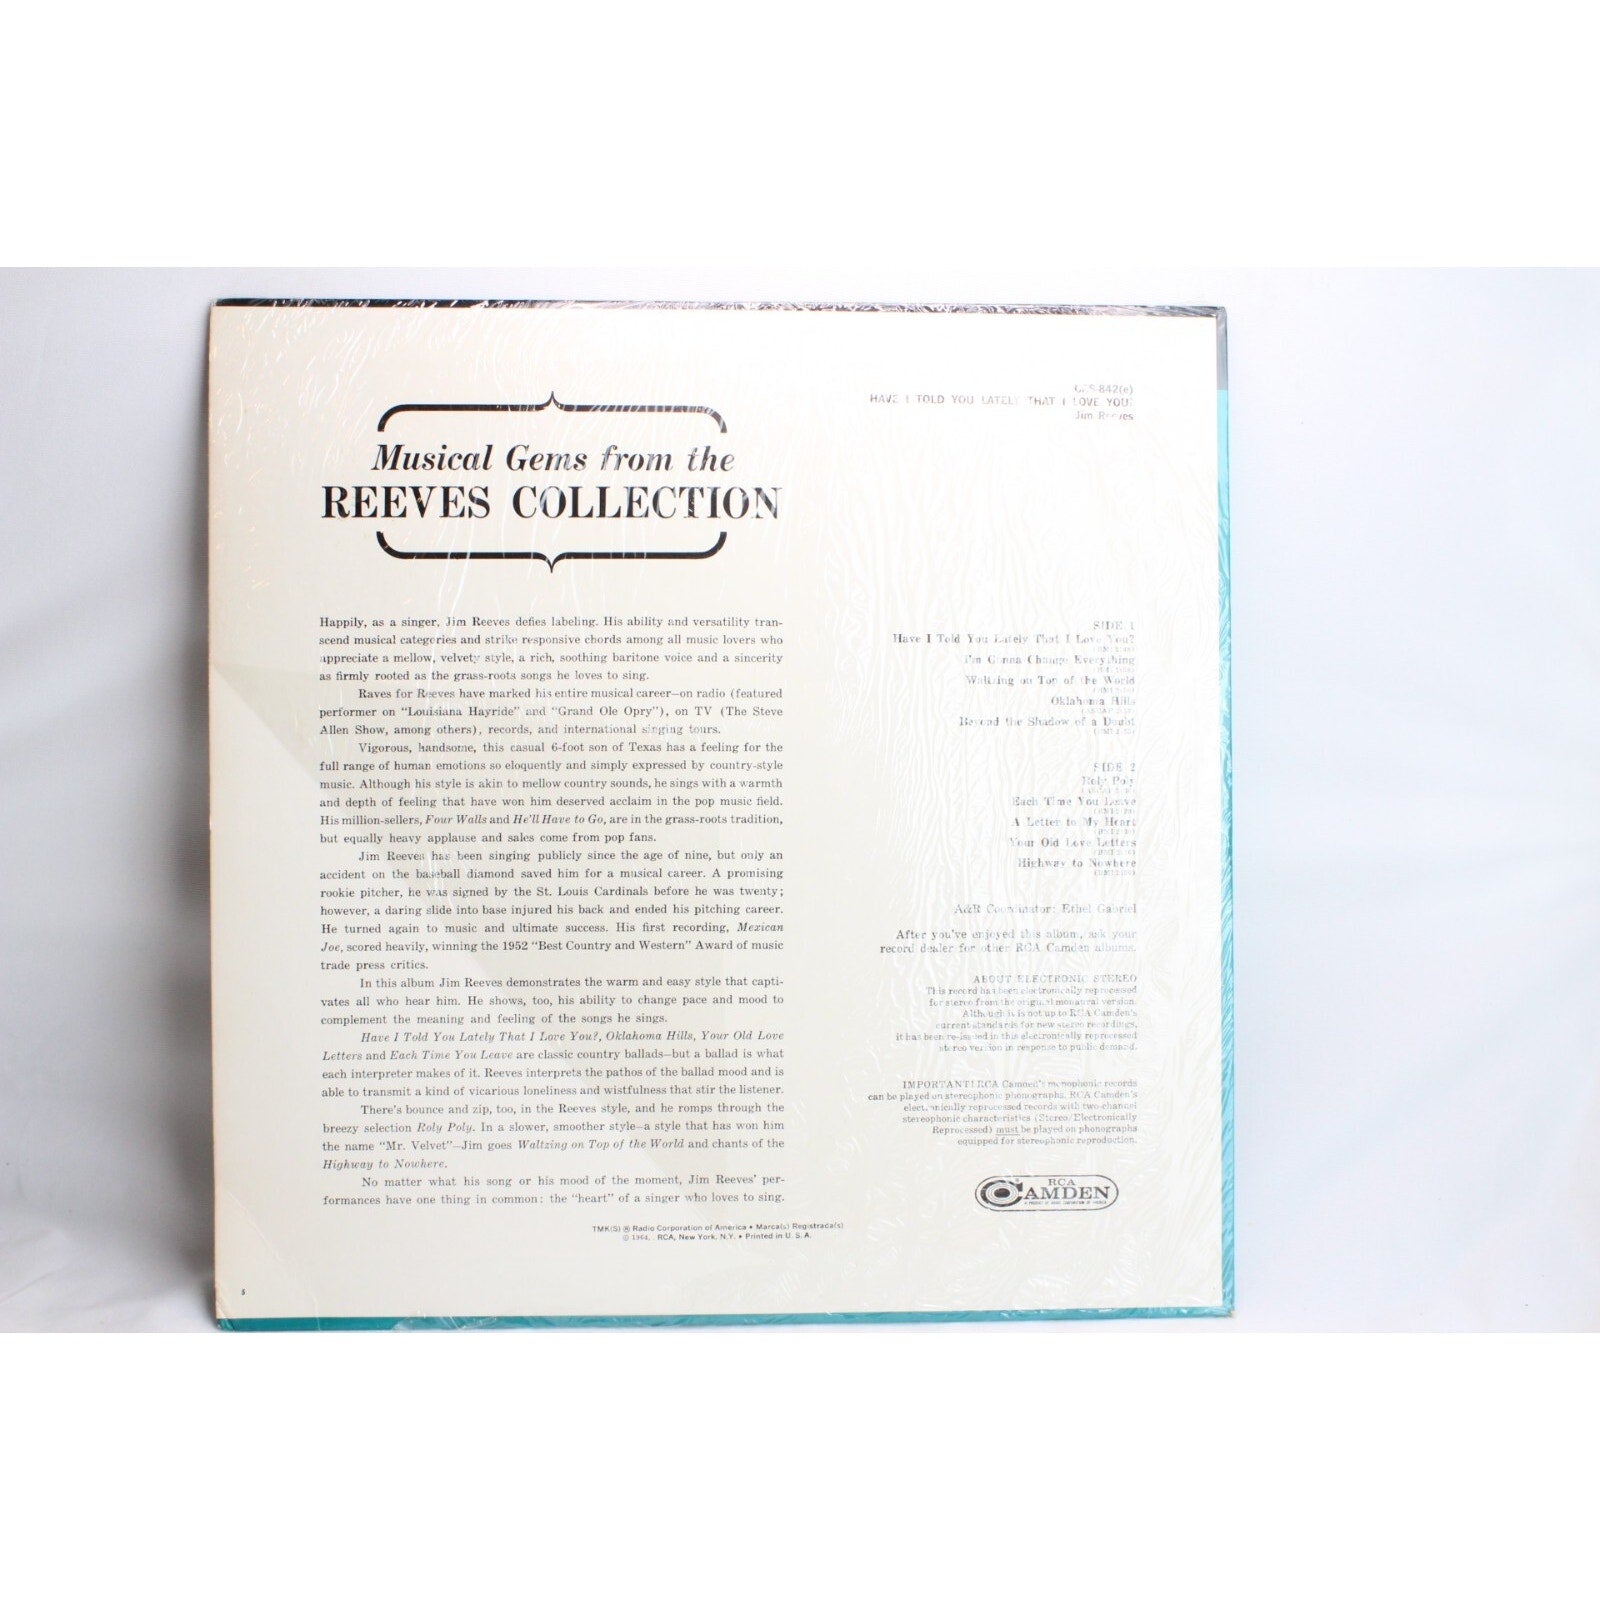 Musical Gems from the
REEVES COLLECTION
Happily, as a singer, Jim Reeves defies labeling. His ability and versatility tran-
scend musical categories and strike responsive chords among all music lovers who
appreciate a mellow, velvety style, a rich, soothing baritone voice and a sincerity
as firmly rooted as the grass-roots songs he loves to sing.
Raves for Reeves have marked his entire musical career—on radio (featured
performer on "Louisiana Hayride" and "Grand Ole Opry"), on TV (The Steve
Allen Show, among others), records, and international singing tours.
Vigorous, handsome, this casual 6-foot son of Texas has a feeling for the
full range of human emotions so eloquently and simply expressed by country-style
music. Although his style is akin to mellow country sounds, he sings with a warmth
and depth of feeling that have won him deserved acclaim in the pop music field.
His million-sellers, Four Walls and He'll Have to Go, are in the grass-roots tradition,
but equally heavy applause and sales come from pop fans.
Jim Reeves has been singing publicly since the age of nine, but only an
accident on the baseball diamond saved him for a musical career. A promising
rookie pitcher, he was signed by the St. Louis Cardinals before he was twenty;
however, a daring slide into base injured his back and ended his pitching career.
He turned again to music and ultimate success. His first recording, Mexican
Joe, scored heavily, winning the 1952 "Best Country and Western" Award of music
trade press critics.
In this album Jim Reeves demonstrates the warm and easy style that capti-
vates all who hear him. He shows, too, his ability to change pace and mood to
complement the meaning and feeling of the songs he sings.
Have I Told You Lately That I Love You?, Oklahoma Hills, Your Old Love
Letters and Each Time You Leave are classic country ballads—but a ballad is what
each interpreter makes of it. Reeves interprets the pathos of the ballad mood and is
able to transmit a kind of vicarious loneliness and wistfulness that stir the listener.
There's bounce and zip, too, in the Reeves style, and he romps through the
breezy selection Roly Poly. In a slower, smoother style—a style that has won him
the name "Mr. Velvet"—Jim goes Waltzing on Top of the World and chants of the
Highway to Nowhere.
No matter what his song or his mood of the moment, Jim Reeves' per-
formances have one thing in common: the "heart" of a singer who loves to sing.
TMK(S) ® Radio Corporation of America • Marca(s) Registrada(s)
© 1964, RCA, New York, N.Y. • Printed in U. S. A.
5
CAS-842(e)
HAVE I TOLD YOU LATELY THAT I LOVE YOU?
Jim Reeves
SIDE 1
Have I Told You Lately That I Love You?
I'm Gonna Change Everything
Waltzing on Top of the World
Oklahoma Hills
Beyond the Shadow of a Doubt
SIDE 2
Roly Poly
Each Time You Leave
A Letter to My Heart
Your Old Love Letters
Highway to Nowhere
A&R Coordinator: Ethel Gabriel
After you've enjoyed this album, ask your
record dealer for other RCA Camden albums.
ABOUT ELECTRONIC STEREO
This record has been electronically reprocessed
for stereo from the original monaural version.
Although it is not up to RCA Camden's
current standards for new stereo recordings,
it has been re-issued in this electronically reprocessed
stereo version in response to public demand.
IMPORTANT! RCA Camden's monophonic records
can be played on stereophonic phonographs. RCA Camden's
electronically reprocessed records with two-channel
stereophonic characteristics (Stereo/Electronically
Reprocessed) must be played on phonographs
equipped for stereophonic reproduction.
RCA
CAMDEN